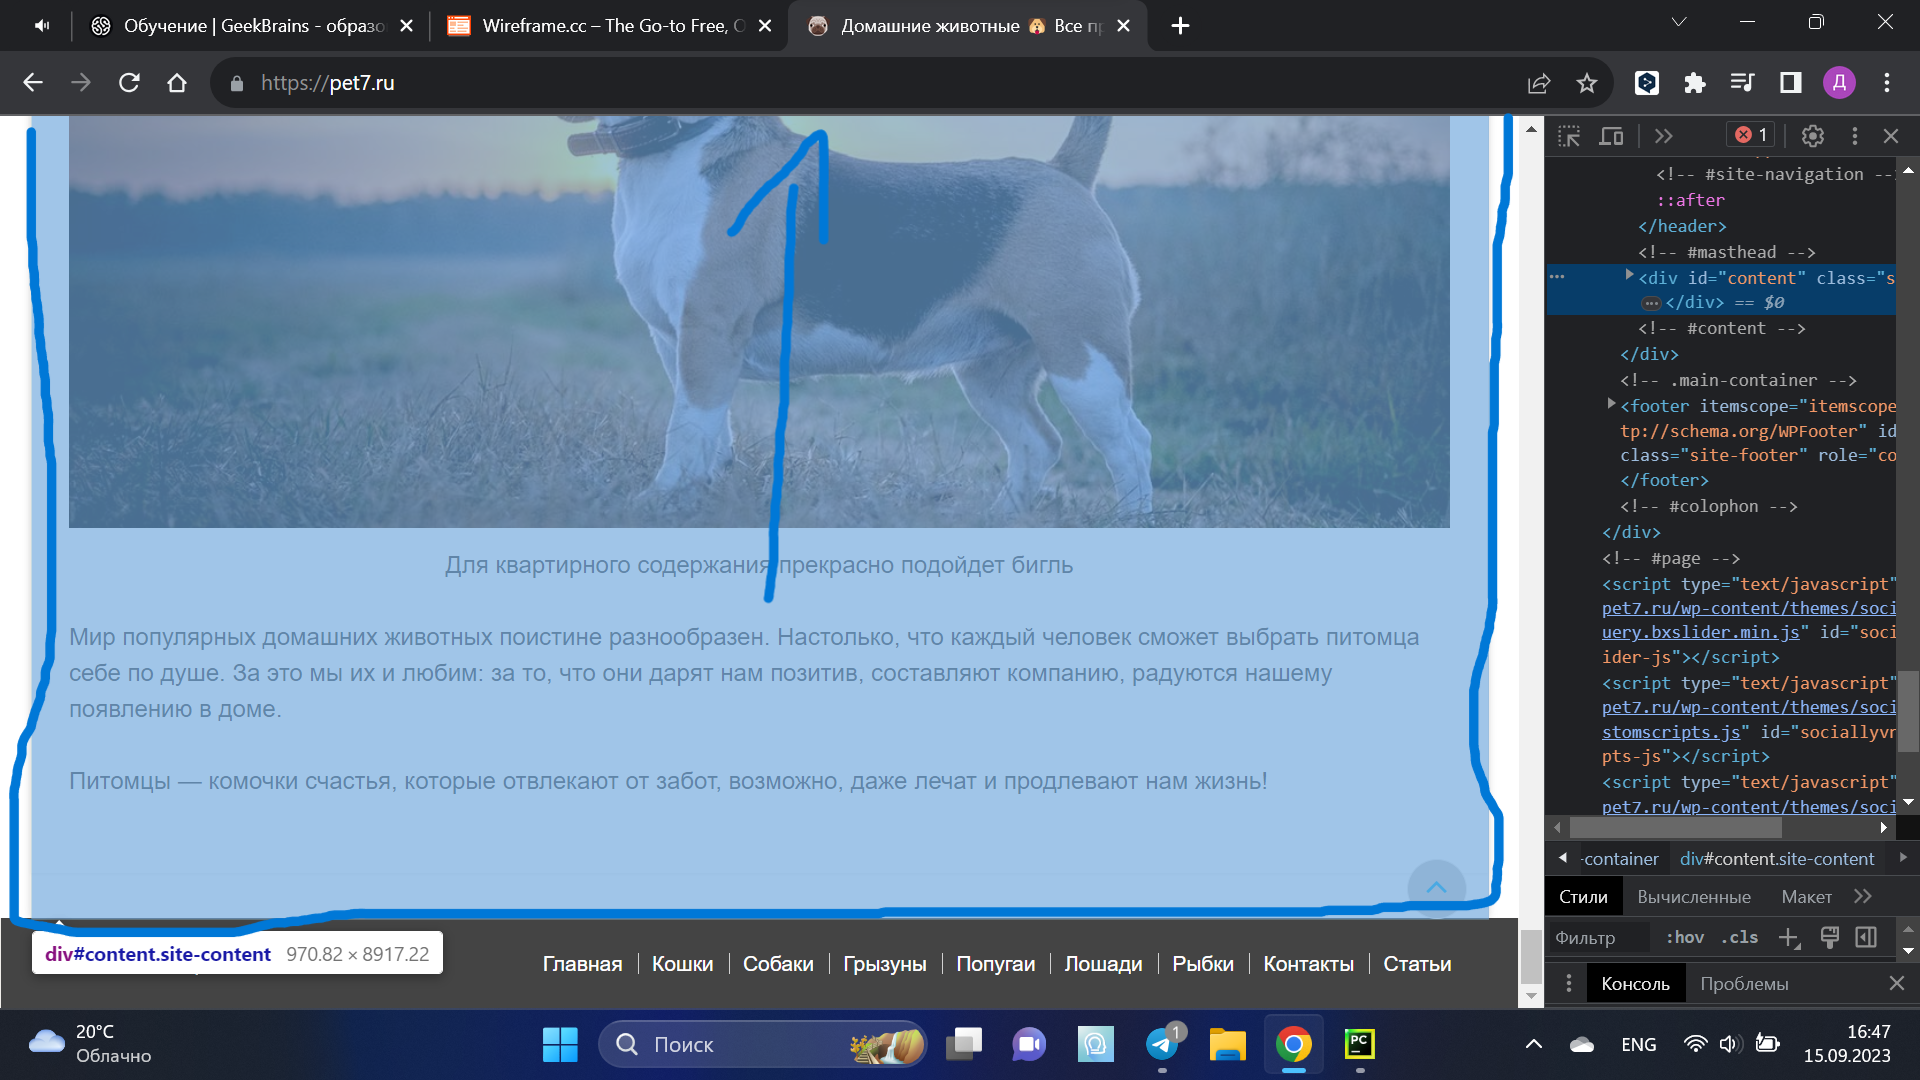 Обучение | GeekBrains - образо
Wireframe.cc – The Go-to Free, O
Домашние животные 🐶 Все пр
https://pet7.ru
Д
1
<!-- #site-navigation --
::after
</header>
<!-- #masthead -->
<div id="content" class="s
</div> == $0
<!-- #content -->
</div>
<!-- .main-container -->
<footer itemscope="itemscope
tp://schema.org/WPFooter" id
class="site-footer" role="co
</footer>
<!-- #colophon -->
</div>
<!-- #page -->
<script type="text/javascript"
pet7.ru/wp-content/themes/soci
uery.bxslider.min.js" id="soci
ider-js"></script>
<script type="text/javascript"
pet7.ru/wp-content/themes/soci
stomscripts.js" id="sociallyvr
pts-js"></script>
<script type="text/javascript"
pet7.ru/wp-content/themes/soci
-container div#content.site-content
Стили Вычисленные Макет
Фильтр :hov .cls
Консоль Проблемы
Для квартирного содержания прекрасно подойдет бигль
Мир популярных домашних животных поистине разнообразен. Настолько, что каждый человек сможет выбрать питомца
себе по душе. За это мы их и любим: за то, что они дарят нам позитив, составляют компанию, радуются нашему
появлению в доме.
Питомцы — комочки счастья, которые отвлекают от забот, возможно, даже лечат и продлевают нам жизнь!
div#content.site-content 970.82 × 8917.22
Главная Кошки Собаки Грызуны Попугаи Лошади Рыбки Контакты Статьи
20°C
Облачно
Поиск
1
PC
ENG
16:47
15.09.2023